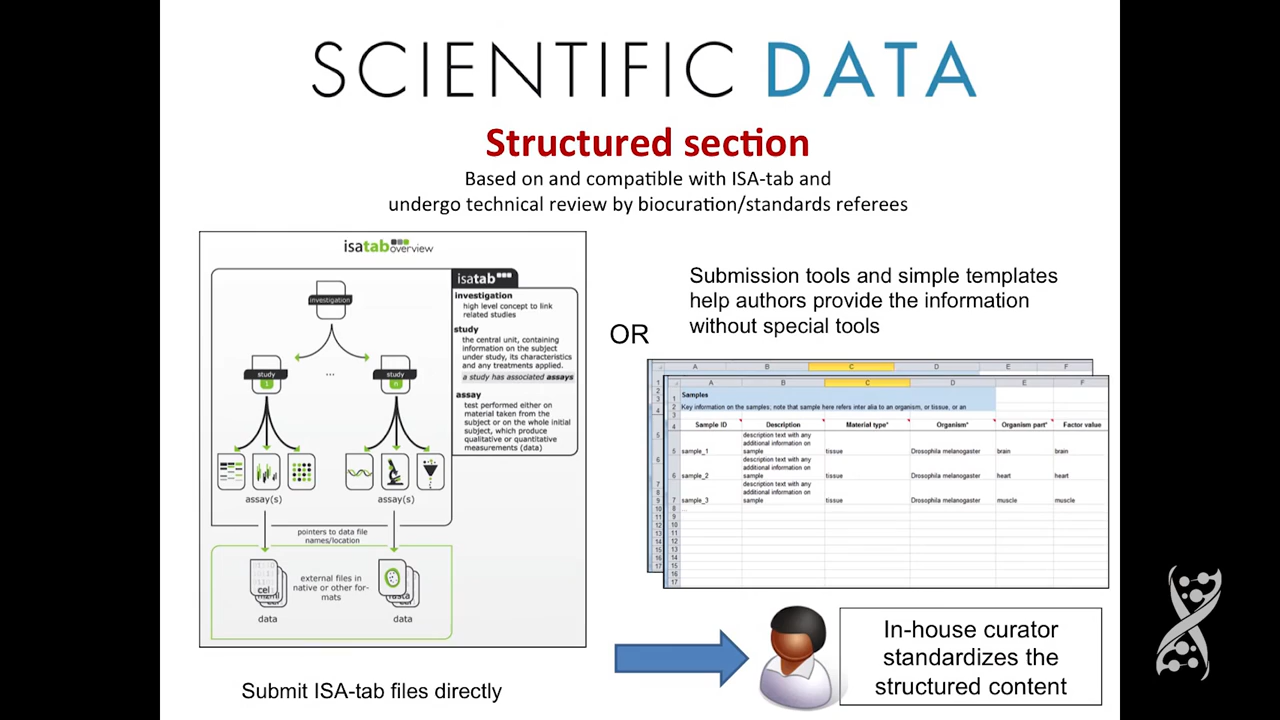 SCIENTIFIC DATA
Structured section
Based on and compatible with ISA-tab and
undergo technical review by biocuration/standards referees
isatab overview
investigation
study
1
...
study
n
assay(s)
assay(s)
pointers to data file
names/location
cel
external files in
native or other for-
mats
data
data
isatab
investigation
high level concept to link
related studies
study
the central unit, containing
information on the subject
under study, its characteristics
and any treatments applied.
a study has associated assays
assay
test performed either on
material taken from the
subject or on the whole initial
subject, which produce
qualitative or quantitative
measurements (data)
Submit ISA-tab files directly
OR
Submission tools and simple templates
help authors provide the information
without special tools
A B C D E F
A B C D E F
Samples
Key information on the samples; note that sample here refers inter alia to an organism, or tissue, or an
Sample ID Description Material type* Organism* Organism part* Factor value
description text with any
additional information on
sample_1 sample tissue Drosophila melanogaster brain brain
description text with any
additional information on
sample_2 sample tissue Drosophila melanogaster heart heart
description text with any
additional information on
sample_3 sample tissue Drosophila melanogaster muscle muscle
In-house curator
standardizes the
structured content